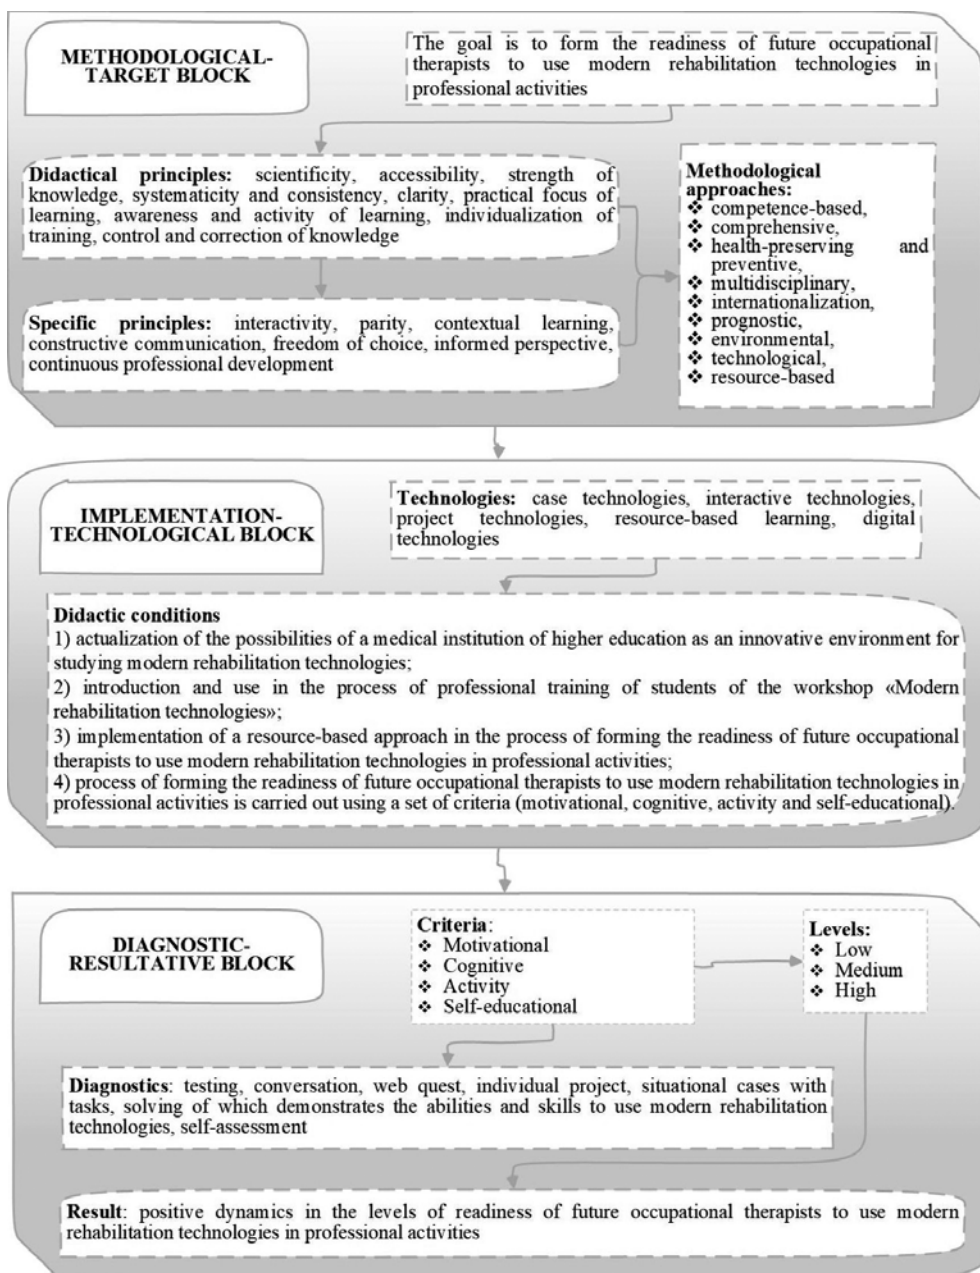 METHODOLOGICAL-
TARGET BLOCK
The goal is to form the readiness of future occupational
therapists to use modern rehabilitation technologies in
professional activities
Didactical principles: scientificity, accessibility, strength of
knowledge, systematicity and consistency, clarity, practical focus of
learning, awareness and activity of learning, individualization of
training, control and correction of knowledge
Specific principles: interactivity, parity, contextual learning,
constructive communication, freedom of choice, informed perspective,
continuous professional development
Methodological
approaches:
❖ competence-based,
❖ comprehensive,
❖ health-preserving and
preventive,
❖ multidisciplinary,
❖ internationalization,
❖ prognostic,
❖ environmental,
❖ technological,
❖ resource-based
IMPLEMENTATION-
TECHNOLOGICAL BLOCK
Technologies: case technologies, interactive technologies,
project technologies, resource-based learning, digital
technologies
Didactic conditions
1) actualization of the possibilities of a medical institution of higher education as an innovative environment for
studying modern rehabilitation technologies;
2) introduction and use in the process of professional training of students of the workshop «Modern
rehabilitation technologies»;
3) implementation of a resource-based approach in the process of forming the readiness of future occupational
therapists to use modern rehabilitation technologies in professional activities;
4) process of forming the readiness of future occupational therapists to use modern rehabilitation technologies in
professional activities is carried out using a set of criteria (motivational, cognitive, activity and self-educational).
DIAGNOSTIC-
RESULTATIVE BLOCK
Criteria:
❖ Motivational
❖ Cognitive
❖ Activity
❖ Self-educational
Levels:
❖ Low
❖ Medium
❖ High
Diagnostics: testing, conversation, web quest, individual project, situational cases with
tasks, solving of which demonstrates the abilities and skills to use modern rehabilitation
technologies, self-assessment
Result: positive dynamics in the levels of readiness of future occupational therapists to use modern
rehabilitation technologies in professional activities